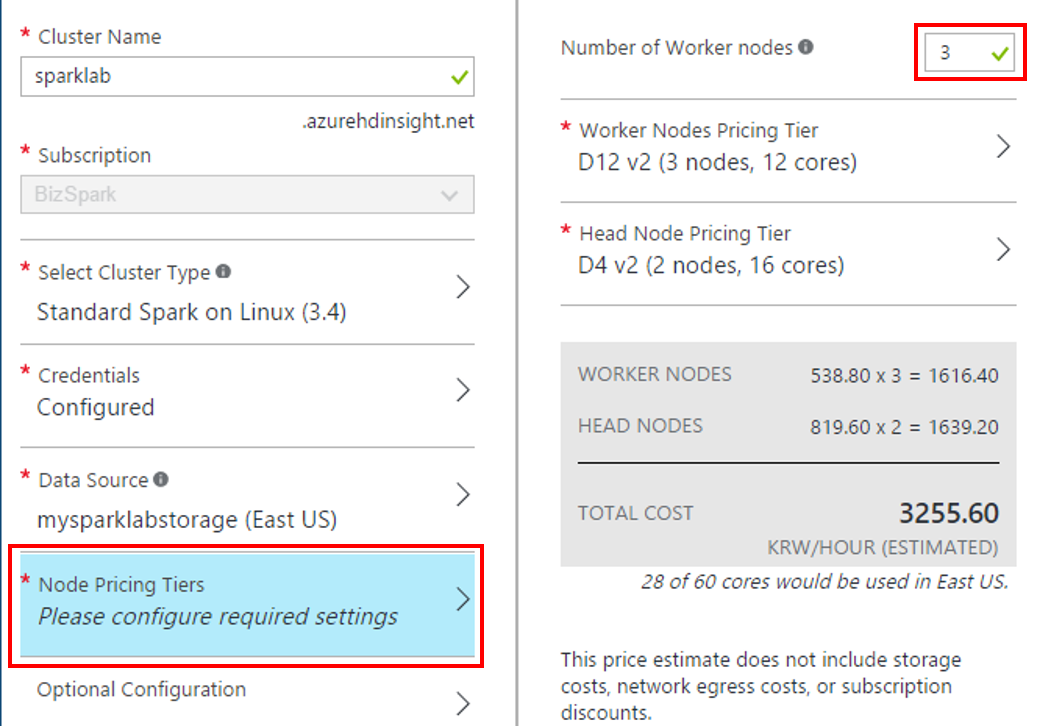 * Cluster Name
sparklab
.azurehdinsight.net
* Subscription
BizSpark
* Select Cluster Type
Standard Spark on Linux (3.4)
* Credentials
Configured
* Data Source
mysparklabstorage (East US)
* Node Pricing Tiers
Please configure required settings
Optional Configuration
Number of Worker nodes
3
* Worker Nodes Pricing Tier
D12 v2 (3 nodes, 12 cores)
* Head Node Pricing Tier
D4 v2 (2 nodes, 16 cores)
WORKER NODES 538.80 x 3 = 1616.40
HEAD NODES 819.60 x 2 = 1639.20
TOTAL COST 3255.60
KRW/HOUR (ESTIMATED)
28 of 60 cores would be used in East US.
This price estimate does not include storage
costs, network egress costs, or subscription
discounts.